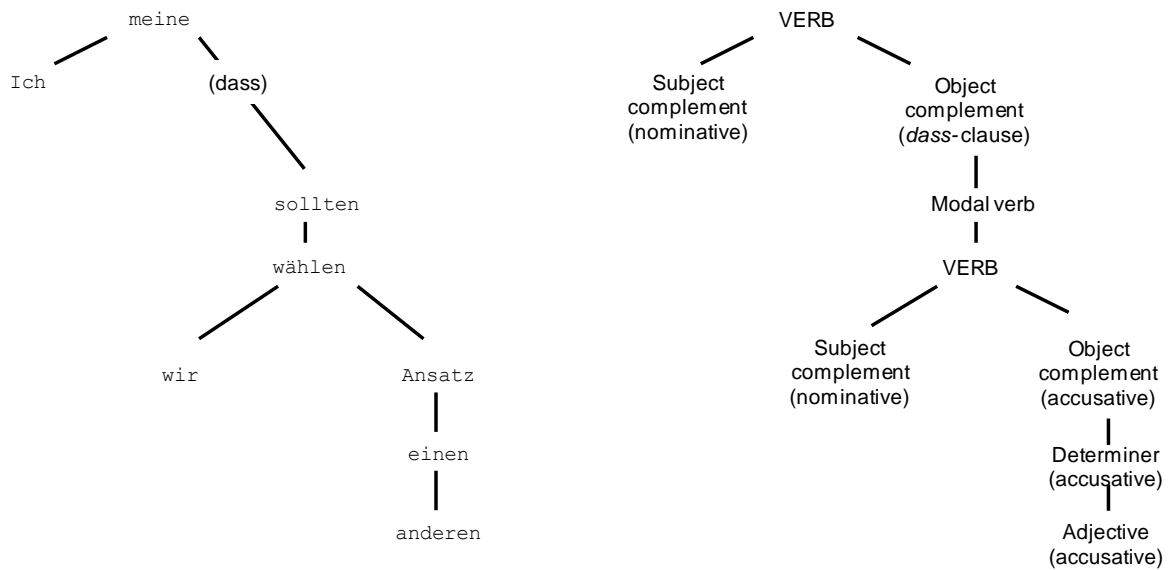 meine
Ich
(dass)
sollten
wählen
wir
Ansatz
einen
anderen
VERB
Subject
complement
(nominative)
Object
complement
(dass-clause)
Modal verb
VERB
Subject
complement
(nominative)
Object
complement
(accusative)
Determiner
(accusative)
Adjective
(accusative)